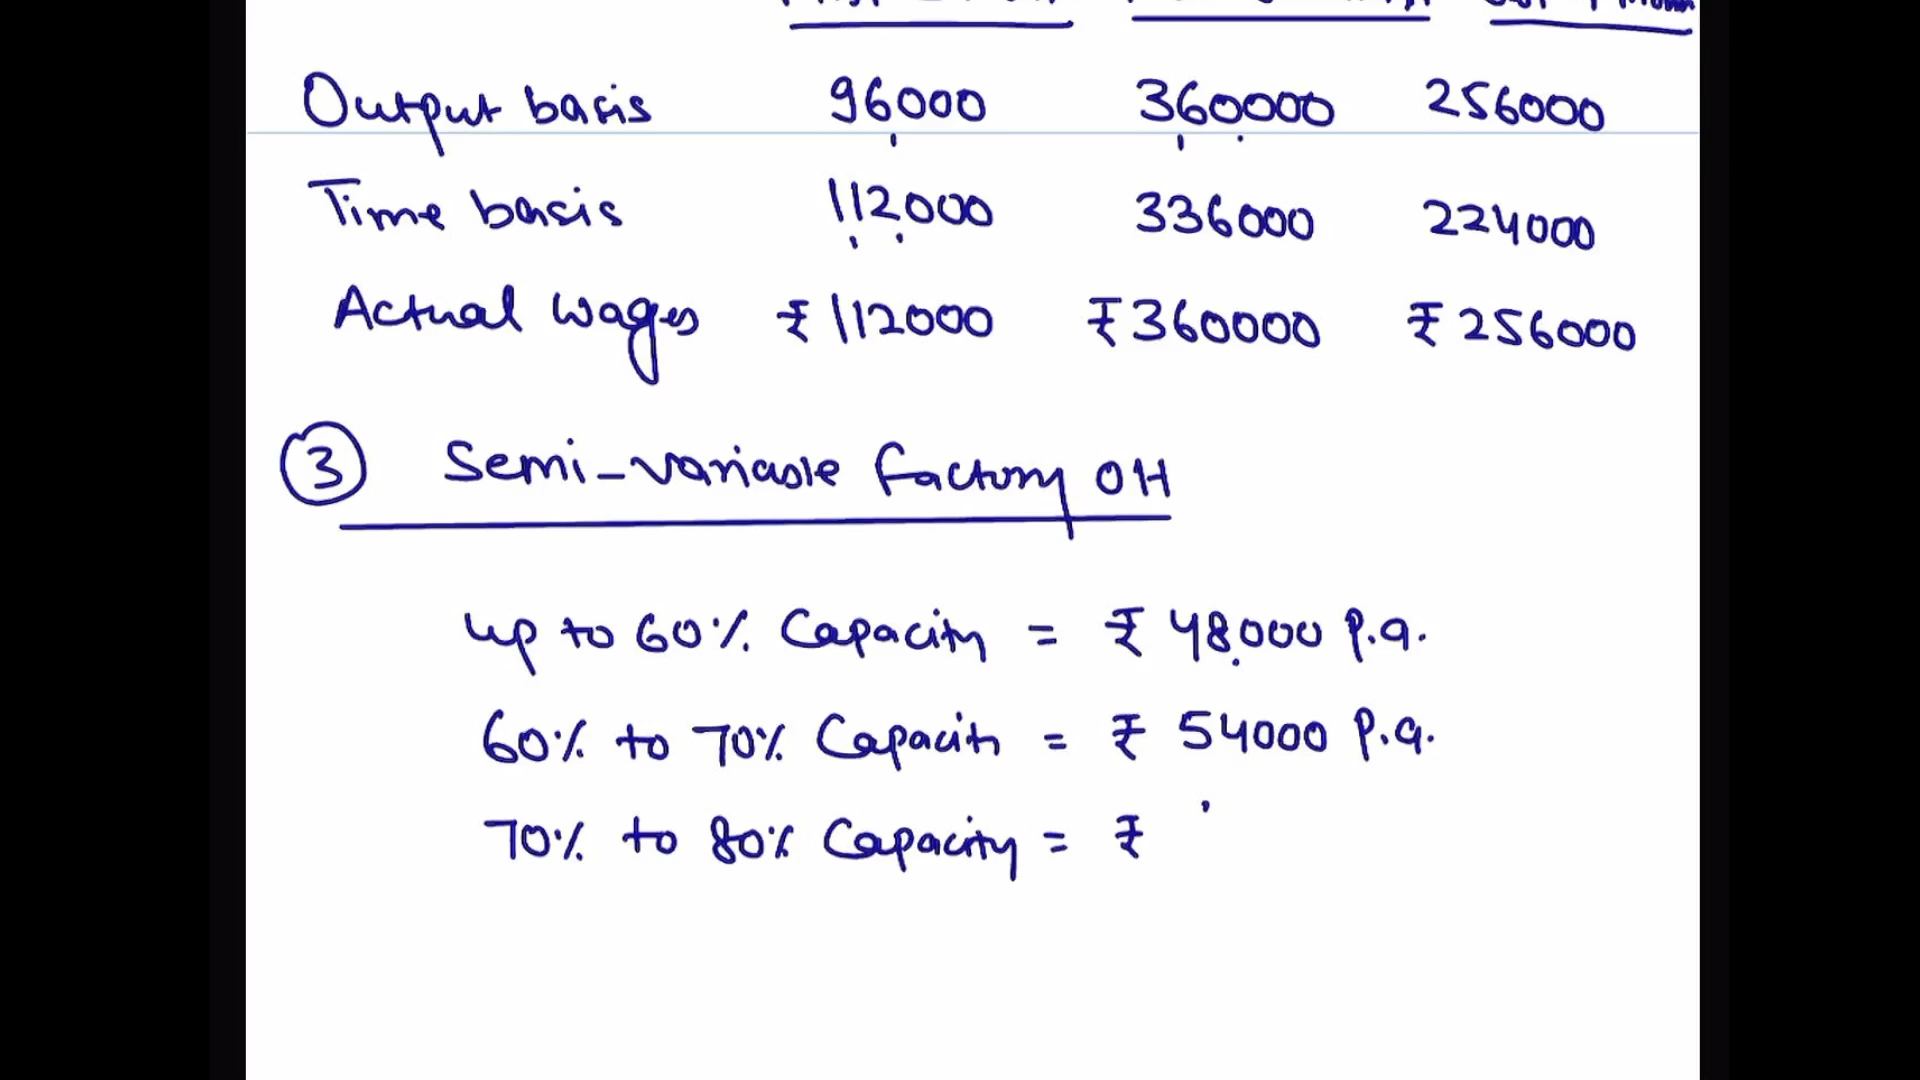 Output basis 96000 360000 256000
Time basis 112000 336000 224000
Actual wages ₹112000 ₹360000 ₹256000
3 Semi-variable factory OH
up to 60% Capacity = ₹ 48000 p.a.
60% to 70% Capacity = ₹ 54000 p.a.
70% to 80% Capacity = ₹